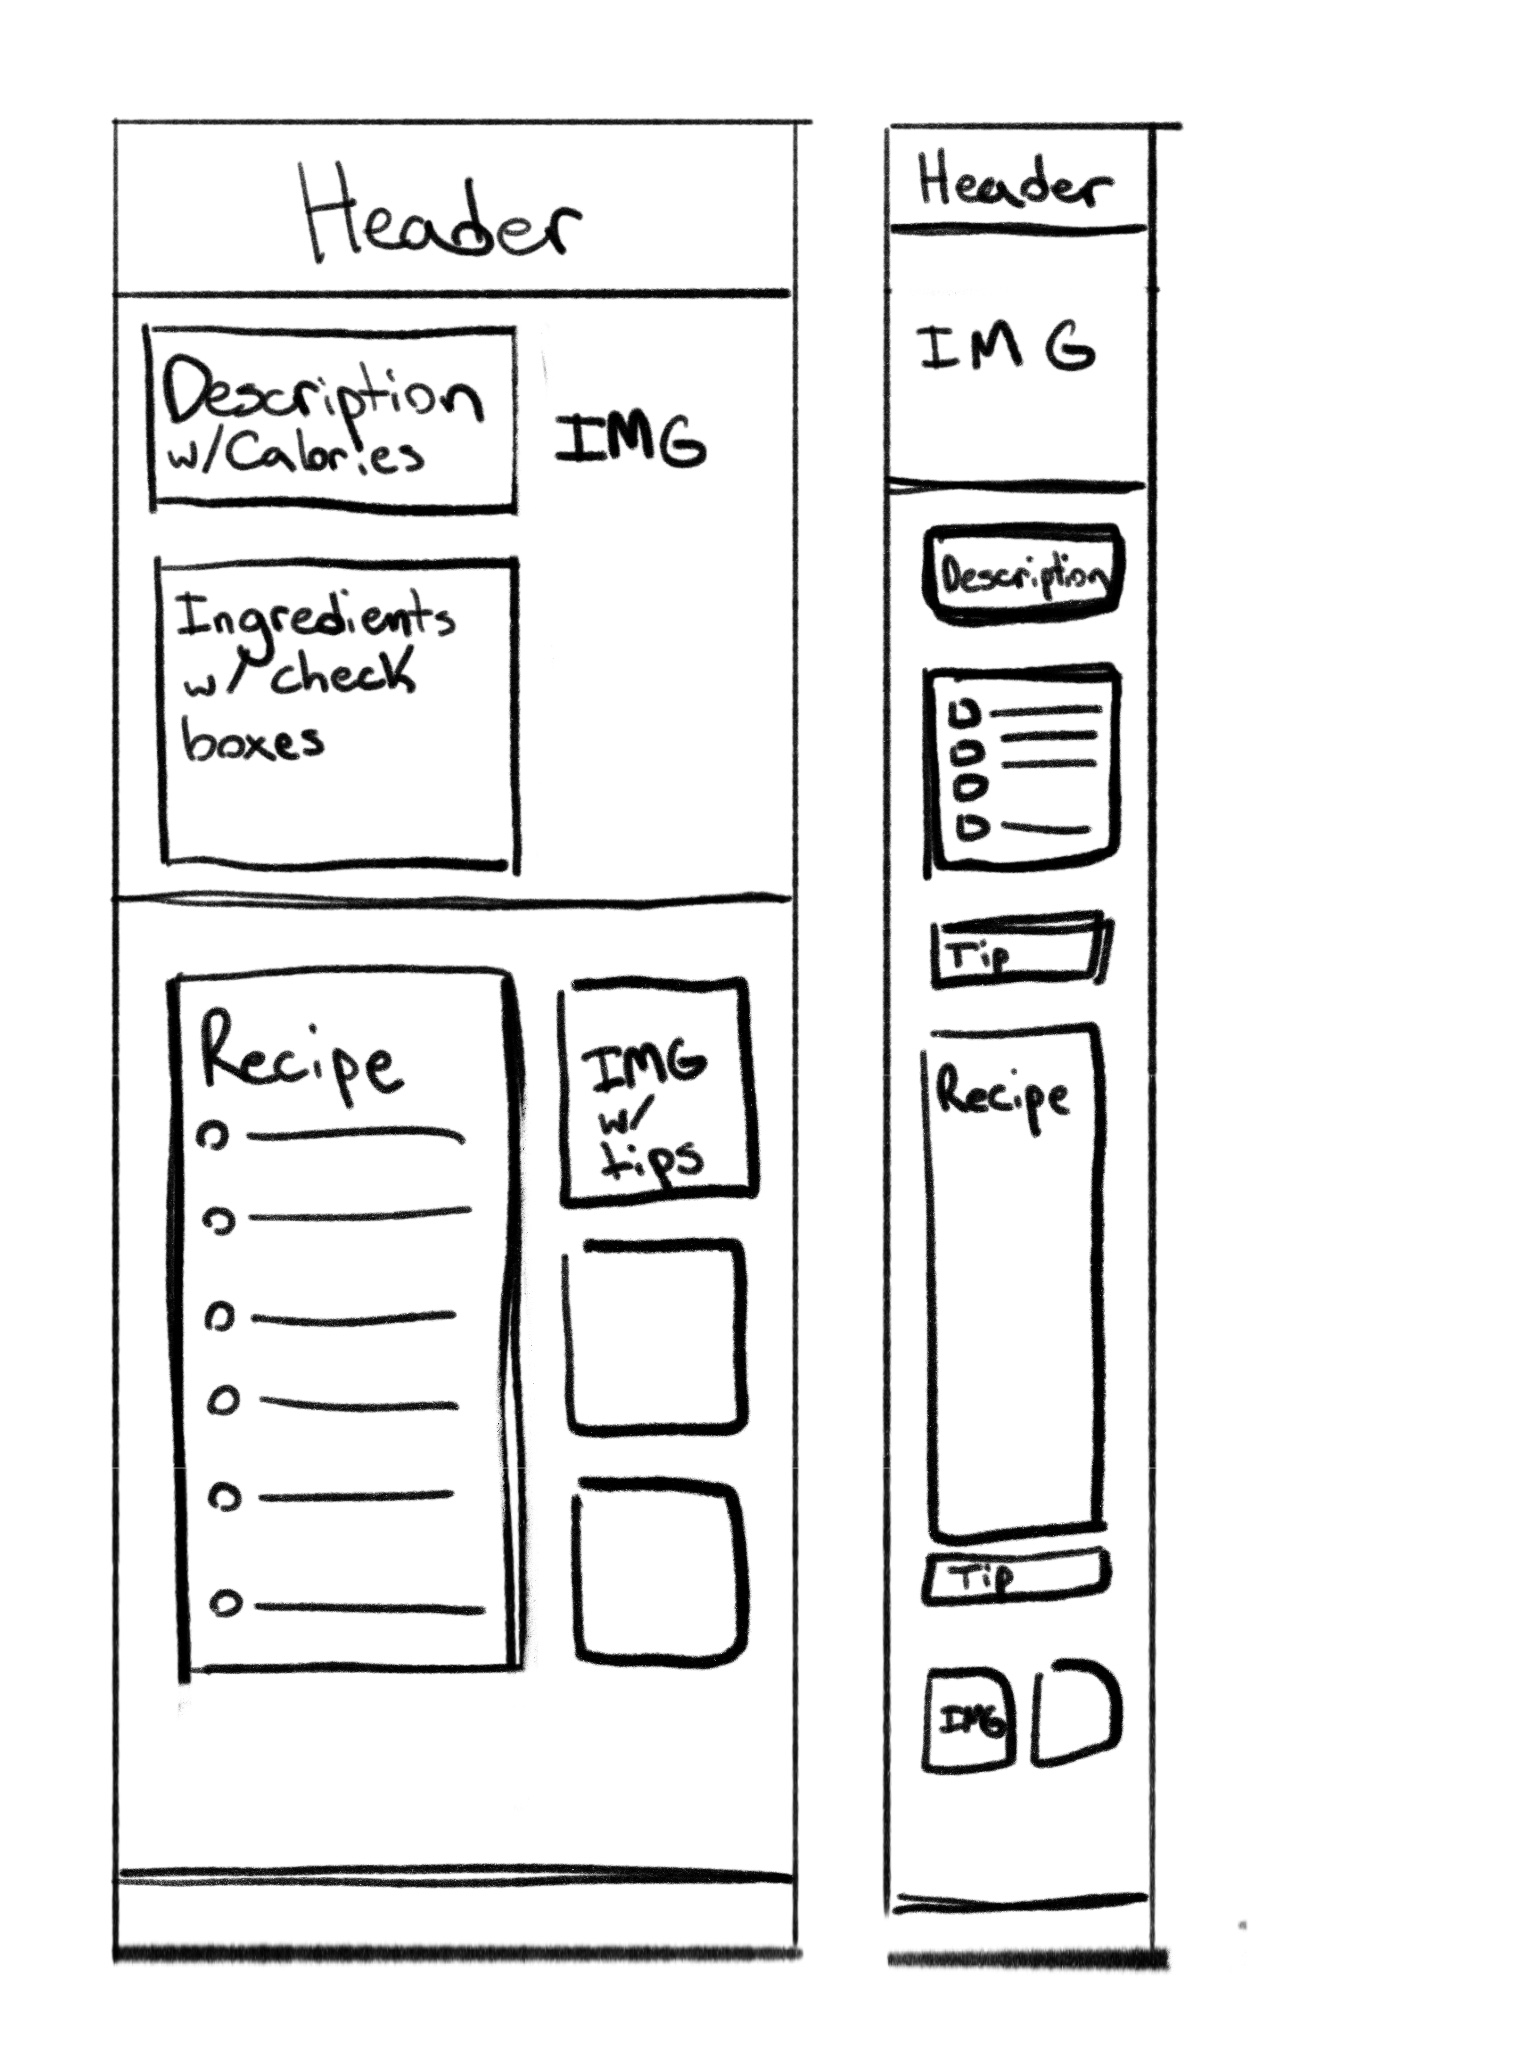 Header
Description
w/Calories
IMG
Ingredients
w/ check
boxes
Recipe
IMG
w/
tips
Header
IMG
Description
Tip
Recipe
Tip
IMG